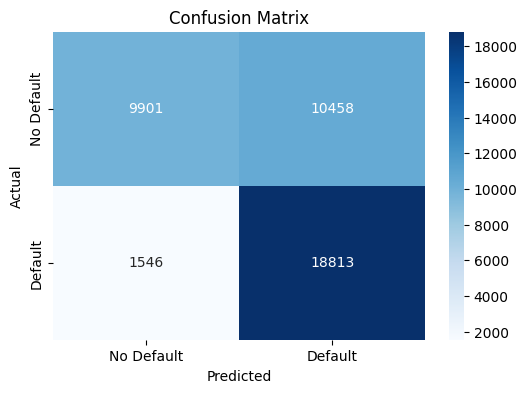 Confusion Matrix
Actual
No Default
9901
10458
Default
1546
18813
No Default
Default
Predicted
18000
16000
14000
12000
10000
8000
6000
4000
2000